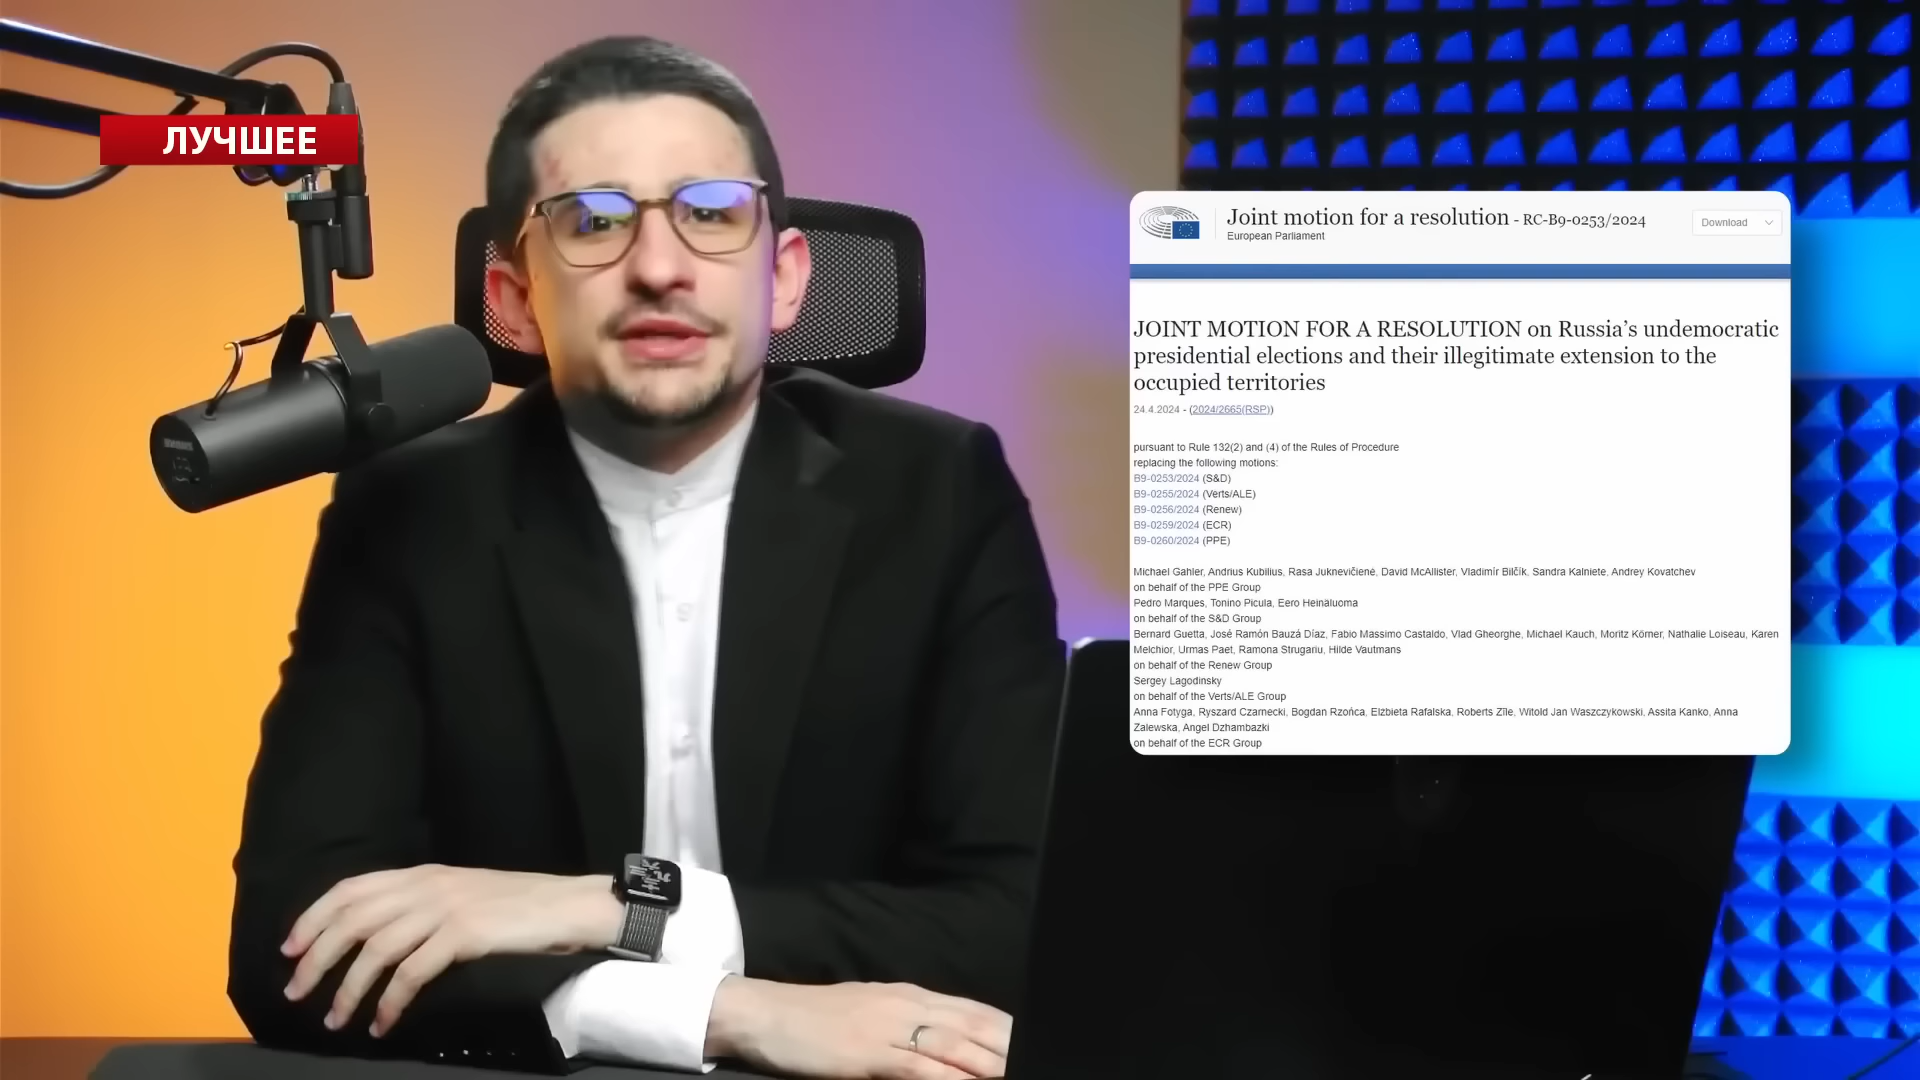 ЛУЧШЕЕ
Joint motion for a resolution - RC-B9-0253/2024
European Parliament
Download
JOINT MOTION FOR A RESOLUTION on Russia’s undemocratic
presidential elections and their illegitimate extension to the
occupied territories
24.4.2024 - (2024/2665(RSP))
pursuant to Rule 132(2) and (4) of the Rules of Procedure
replacing the following motions:
B9-0253/2024 (S&D)
B9-0255/2024 (Verts/ALE)
B9-0256/2024 (Renew)
B9-0259/2024 (ECR)
B9-0260/2024 (PPE)
Michael Gahler, Andrius Kubilius, Rasa Juknevičienė, David McAllister, Vladimír Bilčík, Sandra Kalniete, Andrey Kovatchev
on behalf of the PPE Group
Pedro Marques, Tonino Picula, Eero Heinäluoma
on behalf of the S&D Group
Bernard Guetta, José Ramón Bauzá Díaz, Fabio Massimo Castaldo, Vlad Gheorghe, Michael Kauch, Moritz Körner, Nathalie Loiseau, Karen
Melchior, Urmas Paet, Ramona Strugariu, Hilde Vautmans
on behalf of the Renew Group
Sergey Lagodinsky
on behalf of the Verts/ALE Group
Anna Fotyga, Ryszard Czarnecki, Bogdan Rzońca, Elżbieta Rafalska, Roberts Zīle, Witold Jan Waszczykowski, Assita Kanko, Anna
Zalewska, Angel Dzhambazki
on behalf of the ECR Group